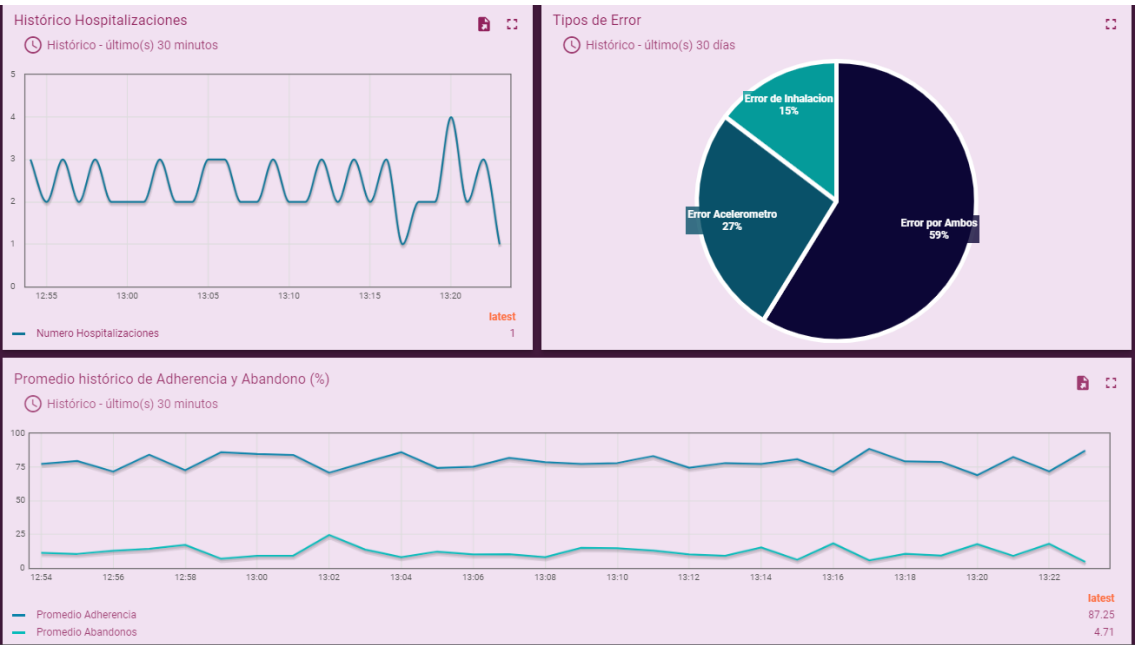 Histórico Hospitalizaciones
Histórico - último(s) 30 minutos
5
4
3
2
1
0
12:55 13:00 13:05 13:10 13:15 13:20
latest
Numero Hospitalizaciones 1
Tipos de Error
Histórico - último(s) 30 días
Error de Inhalacion
15%
Error Acelerometro
27%
Error por Ambos
59%
Promedio histórico de Adherencia y Abandono (%)
Histórico - último(s) 30 minutos
100
75
50
25
0
12:54 12:56 12:58 13:00 13:02 13:04 13:06 13:08 13:10 13:12 13:14 13:16 13:18 13:20 13:22
latest
Promedio Adherencia 87.25
Promedio Abandonos 4.71